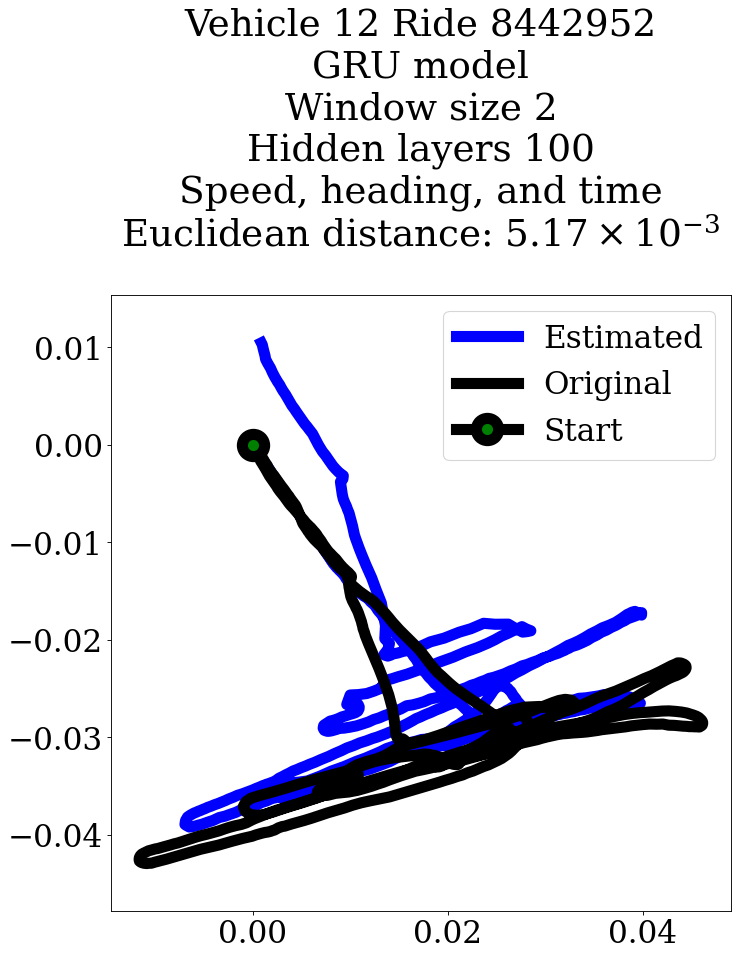 Vehicle 12 Ride 8442952
GRU model
Window size 2
Hidden layers 100
Speed, heading, and time
Euclidean distance: 5.17 × 10⁻³
Estimated
Original
Start
0.01
0.00
−0.01
−0.02
−0.03
−0.04
0.00 0.02 0.04